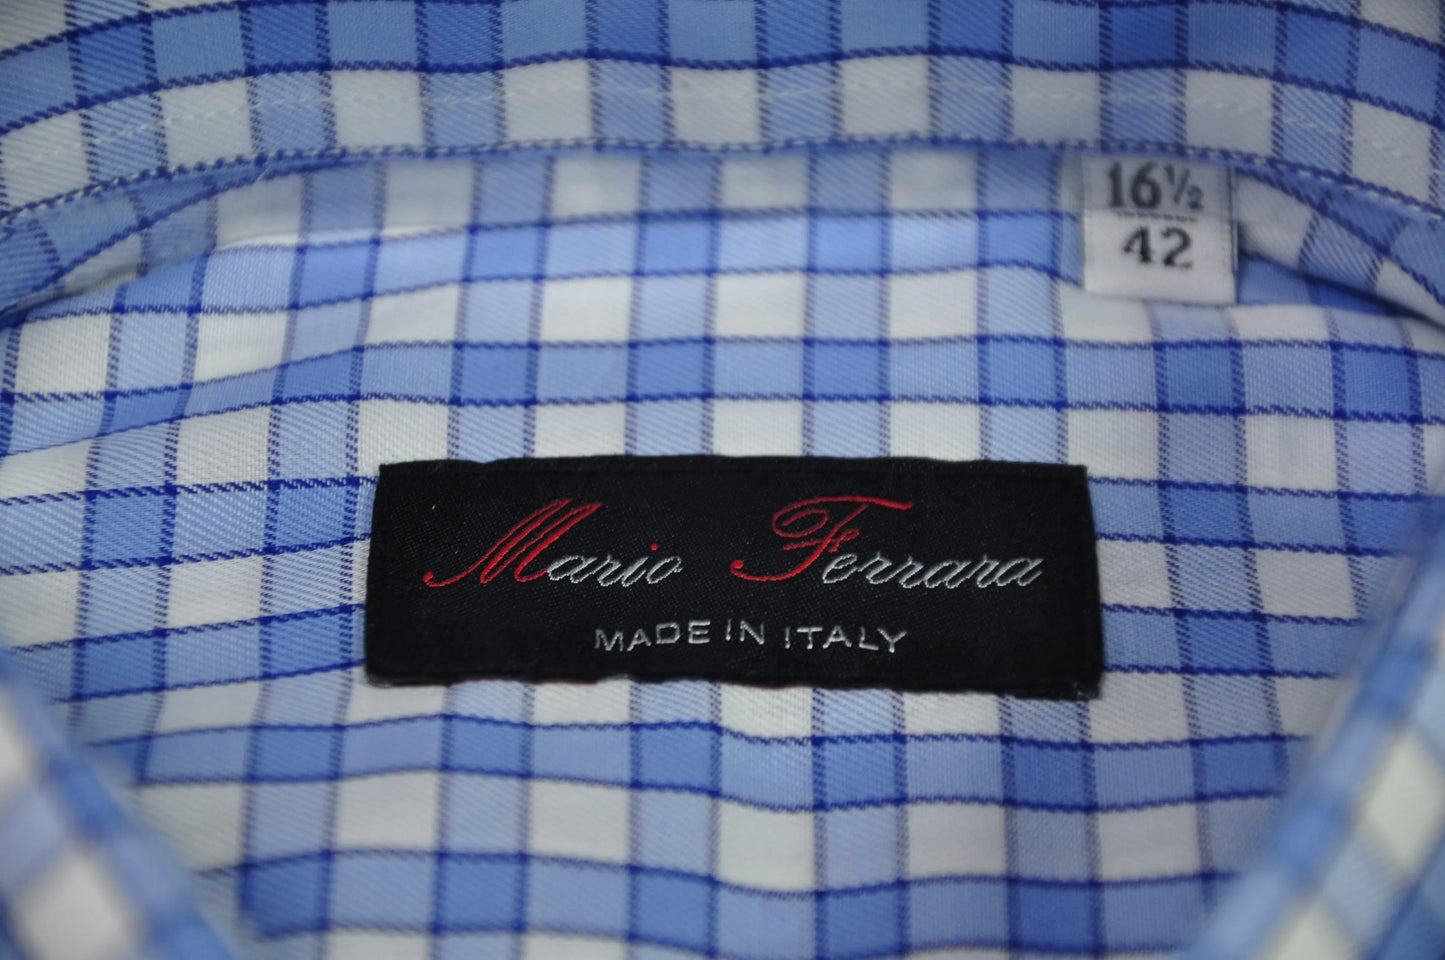 16½
42
Mario Ferrara
MADE IN ITALY